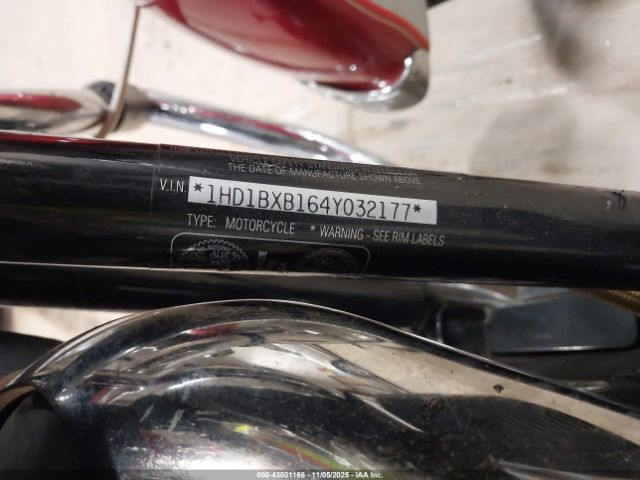 VEHICLE SAFETY STANDARDS IN EFFECT ON
THE DATE OF MANUFACTURE SHOWN ABOVE
V.I.N. *1HD1BXB164Y032177*
TYPE: MOTORCYCLE * WARNING - SEE RIM LABELS
000-43501166 - 11/05/2025 - IAA Inc.